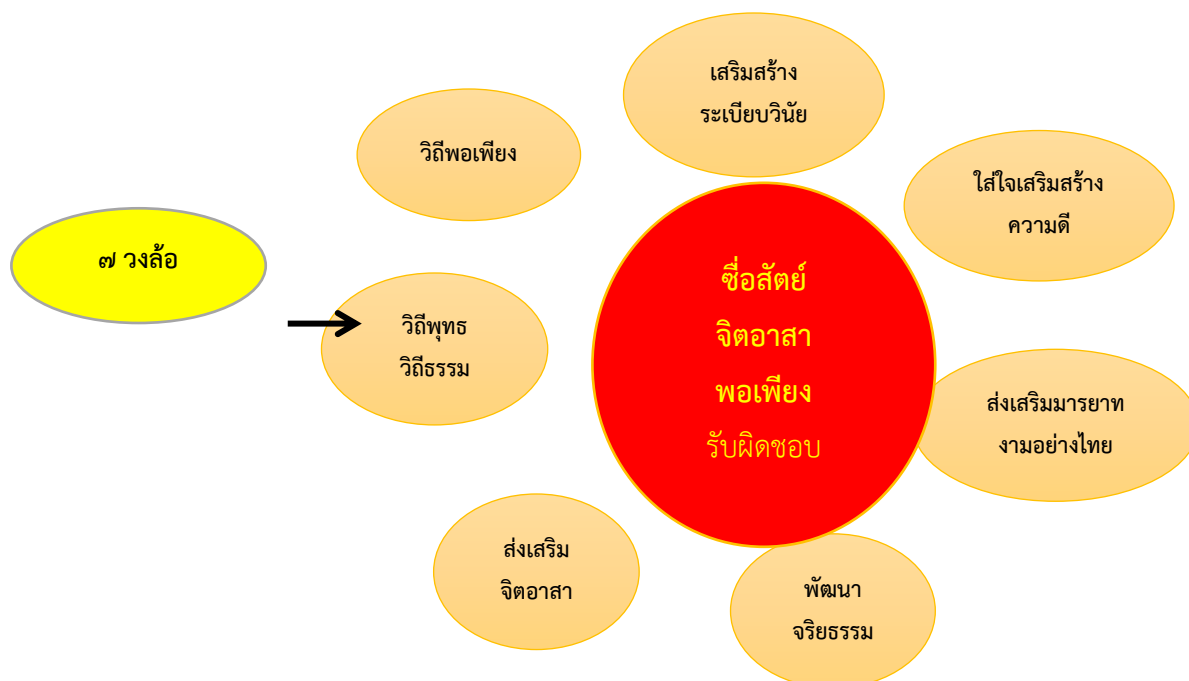 เสริมสร้าง
ระเบียบวินัย
วิถีพอเพียง
ใส่ใจเสริมสร้าง
ความดี
๗ วงล้อ
ซื่อสัตย์
จิตอาสา
พอเพียง
รับผิดชอบ
วิถีพุทธ
วิถีธรรม
ส่งเสริมมารยาท
งามอย่างไทย
ส่งเสริม
จิตอาสา
พัฒนา
จริยธรรม